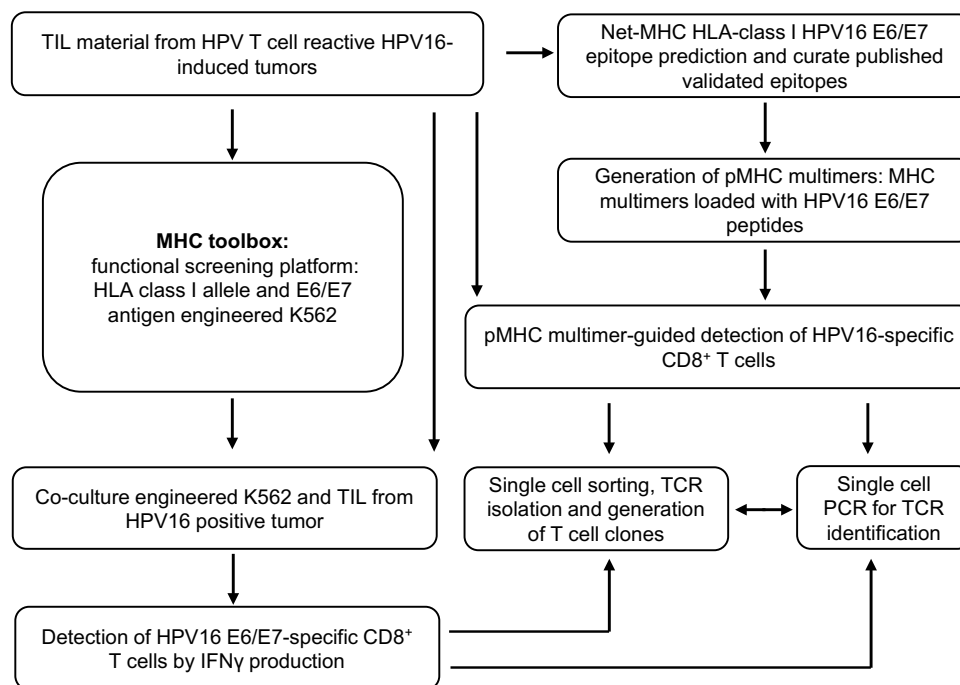 TIL material from HPV T cell reactive HPV16-
induced tumors
Net-MHC HLA-class I HPV16 E6/E7
epitope prediction and curate published
validated epitopes
Generation of pMHC multimers: MHC
multimers loaded with HPV16 E6/E7
peptides
MHC toolbox:
functional screening platform:
HLA class I allele and E6/E7
antigen engineered K562
pMHC multimer-guided detection of HPV16-specific
CD8⁺ T cells
Co-culture engineered K562 and TIL from
HPV16 positive tumor
Single cell sorting, TCR
isolation and generation
of T cell clones
Single cell
PCR for TCR
identification
Detection of HPV16 E6/E7-specific CD8⁺
T cells by IFNγ production